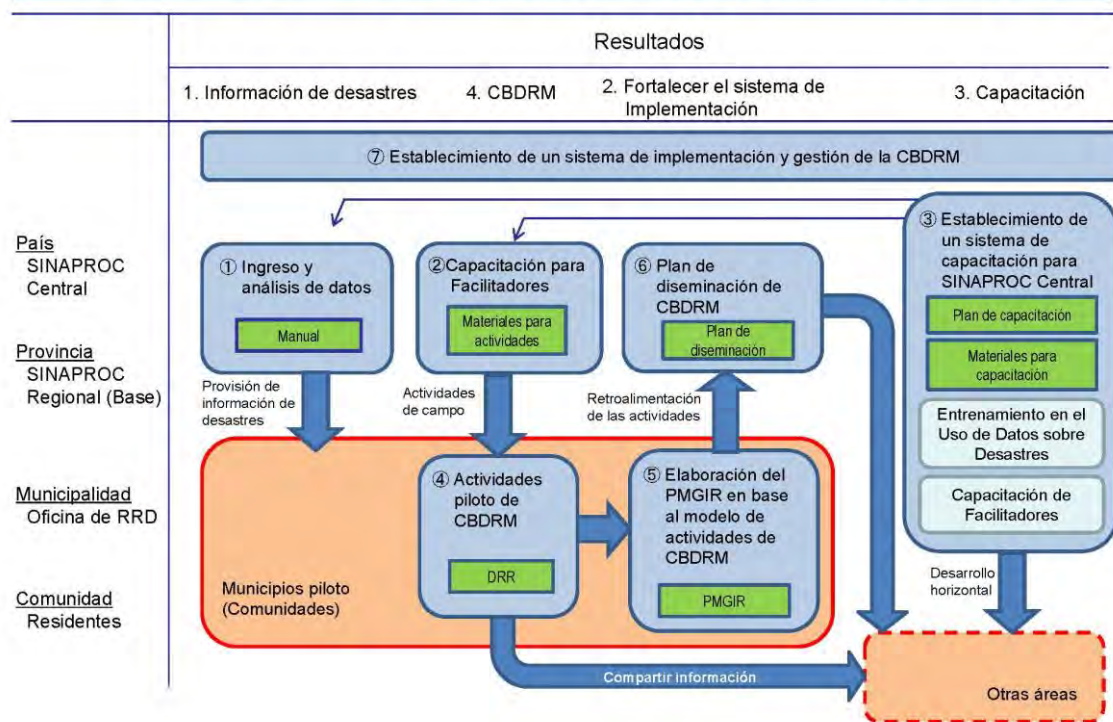 Resultados
1. Información de desastres
4. CBDRM
2. Fortalecer el sistema de
Implementación
3. Capacitación
⑦ Establecimiento de un sistema de implementación y gestión de la CBDRM
País
SINAPROC
Central
Provincia
SINAPROC
Regional (Base)
Municipalidad
Oficina de RRD
Comunidad
Residentes
① Ingreso y
análisis de datos
Manual
② Capacitación para
Facilitadores
Materiales para
actividades
⑥ Plan de
diseminación de
CBDRM
Plan de
diseminación
③ Establecimiento de
un sistema de
capacitación para
SINAPROC Central
Plan de capacitación
Materiales para
capacitación
Entrenamiento en el
Uso de Datos sobre
Desastres
Capacitación de
Facilitadores
Provisión de
información de
desastres
Actividades
de campo
Retroalimentación
de las actividades
④ Actividades
piloto de
CBDRM
DRR
⑤ Elaboración del
PMGIR en base
al modelo de
actividades de
CBDRM
PMGIR
Municipios piloto
(Comunidades)
Desarrollo
horizontal
Compartir información
Otras áreas